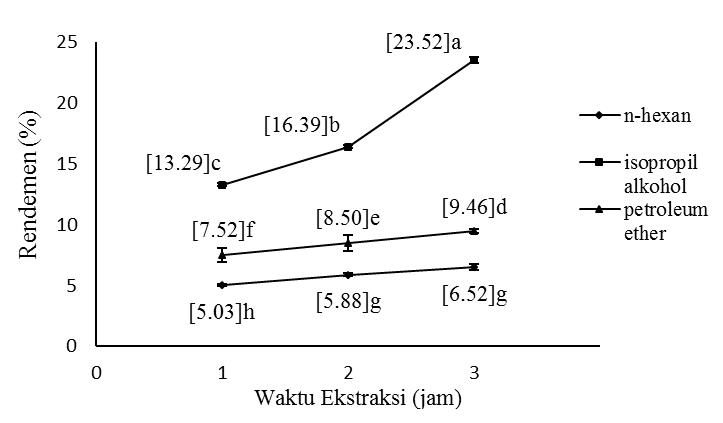 25
20
15
10
5
0
Rendemen (%)
[13.29]c
[16.39]b
[23.52]a
[7.52]f
[8.50]e
[9.46]d
[5.03]h
[5.88]g
[6.52]g
0 1 2 3
Waktu Ekstraksi (jam)
n-hexan
isopropil
alkohol
petroleum
ether